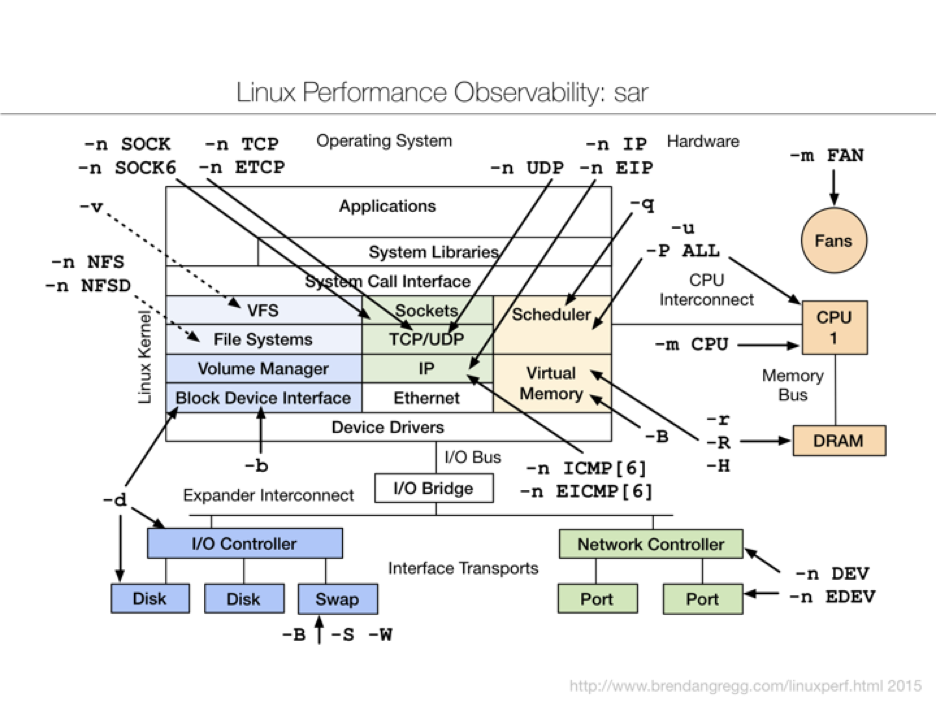 Linux Performance Observability: sar
-n SOCK
-n SOCK6
-n TCP
-n ETCP
Operating System
-n UDP
-n IP
-n EIP
Hardware
-m FAN
-v
Applications
-q
-u
-P ALL
Fans
-n NFS
-n NFSD
System Libraries
System Call Interface
CPU
Interconnect
VFS
Sockets
Scheduler
CPU
1
File Systems
TCP/UDP
-m CPU
Linux Kernel
Volume Manager
IP
Virtual
Memory
Memory
Bus
Block Device Interface
Ethernet
Device Drivers
-B
-r
-R
-H
DRAM
-b
I/O Bus
-n ICMP[6]
-n EICMP[6]
I/O Bridge
-d
Expander Interconnect
I/O Controller
Network Controller
Interface Transports
-n DEV
-n EDEV
Disk
Disk
Swap
Port
Port
-B
-S -W
http://www.brendangregg.com/linuxperf.html 2015